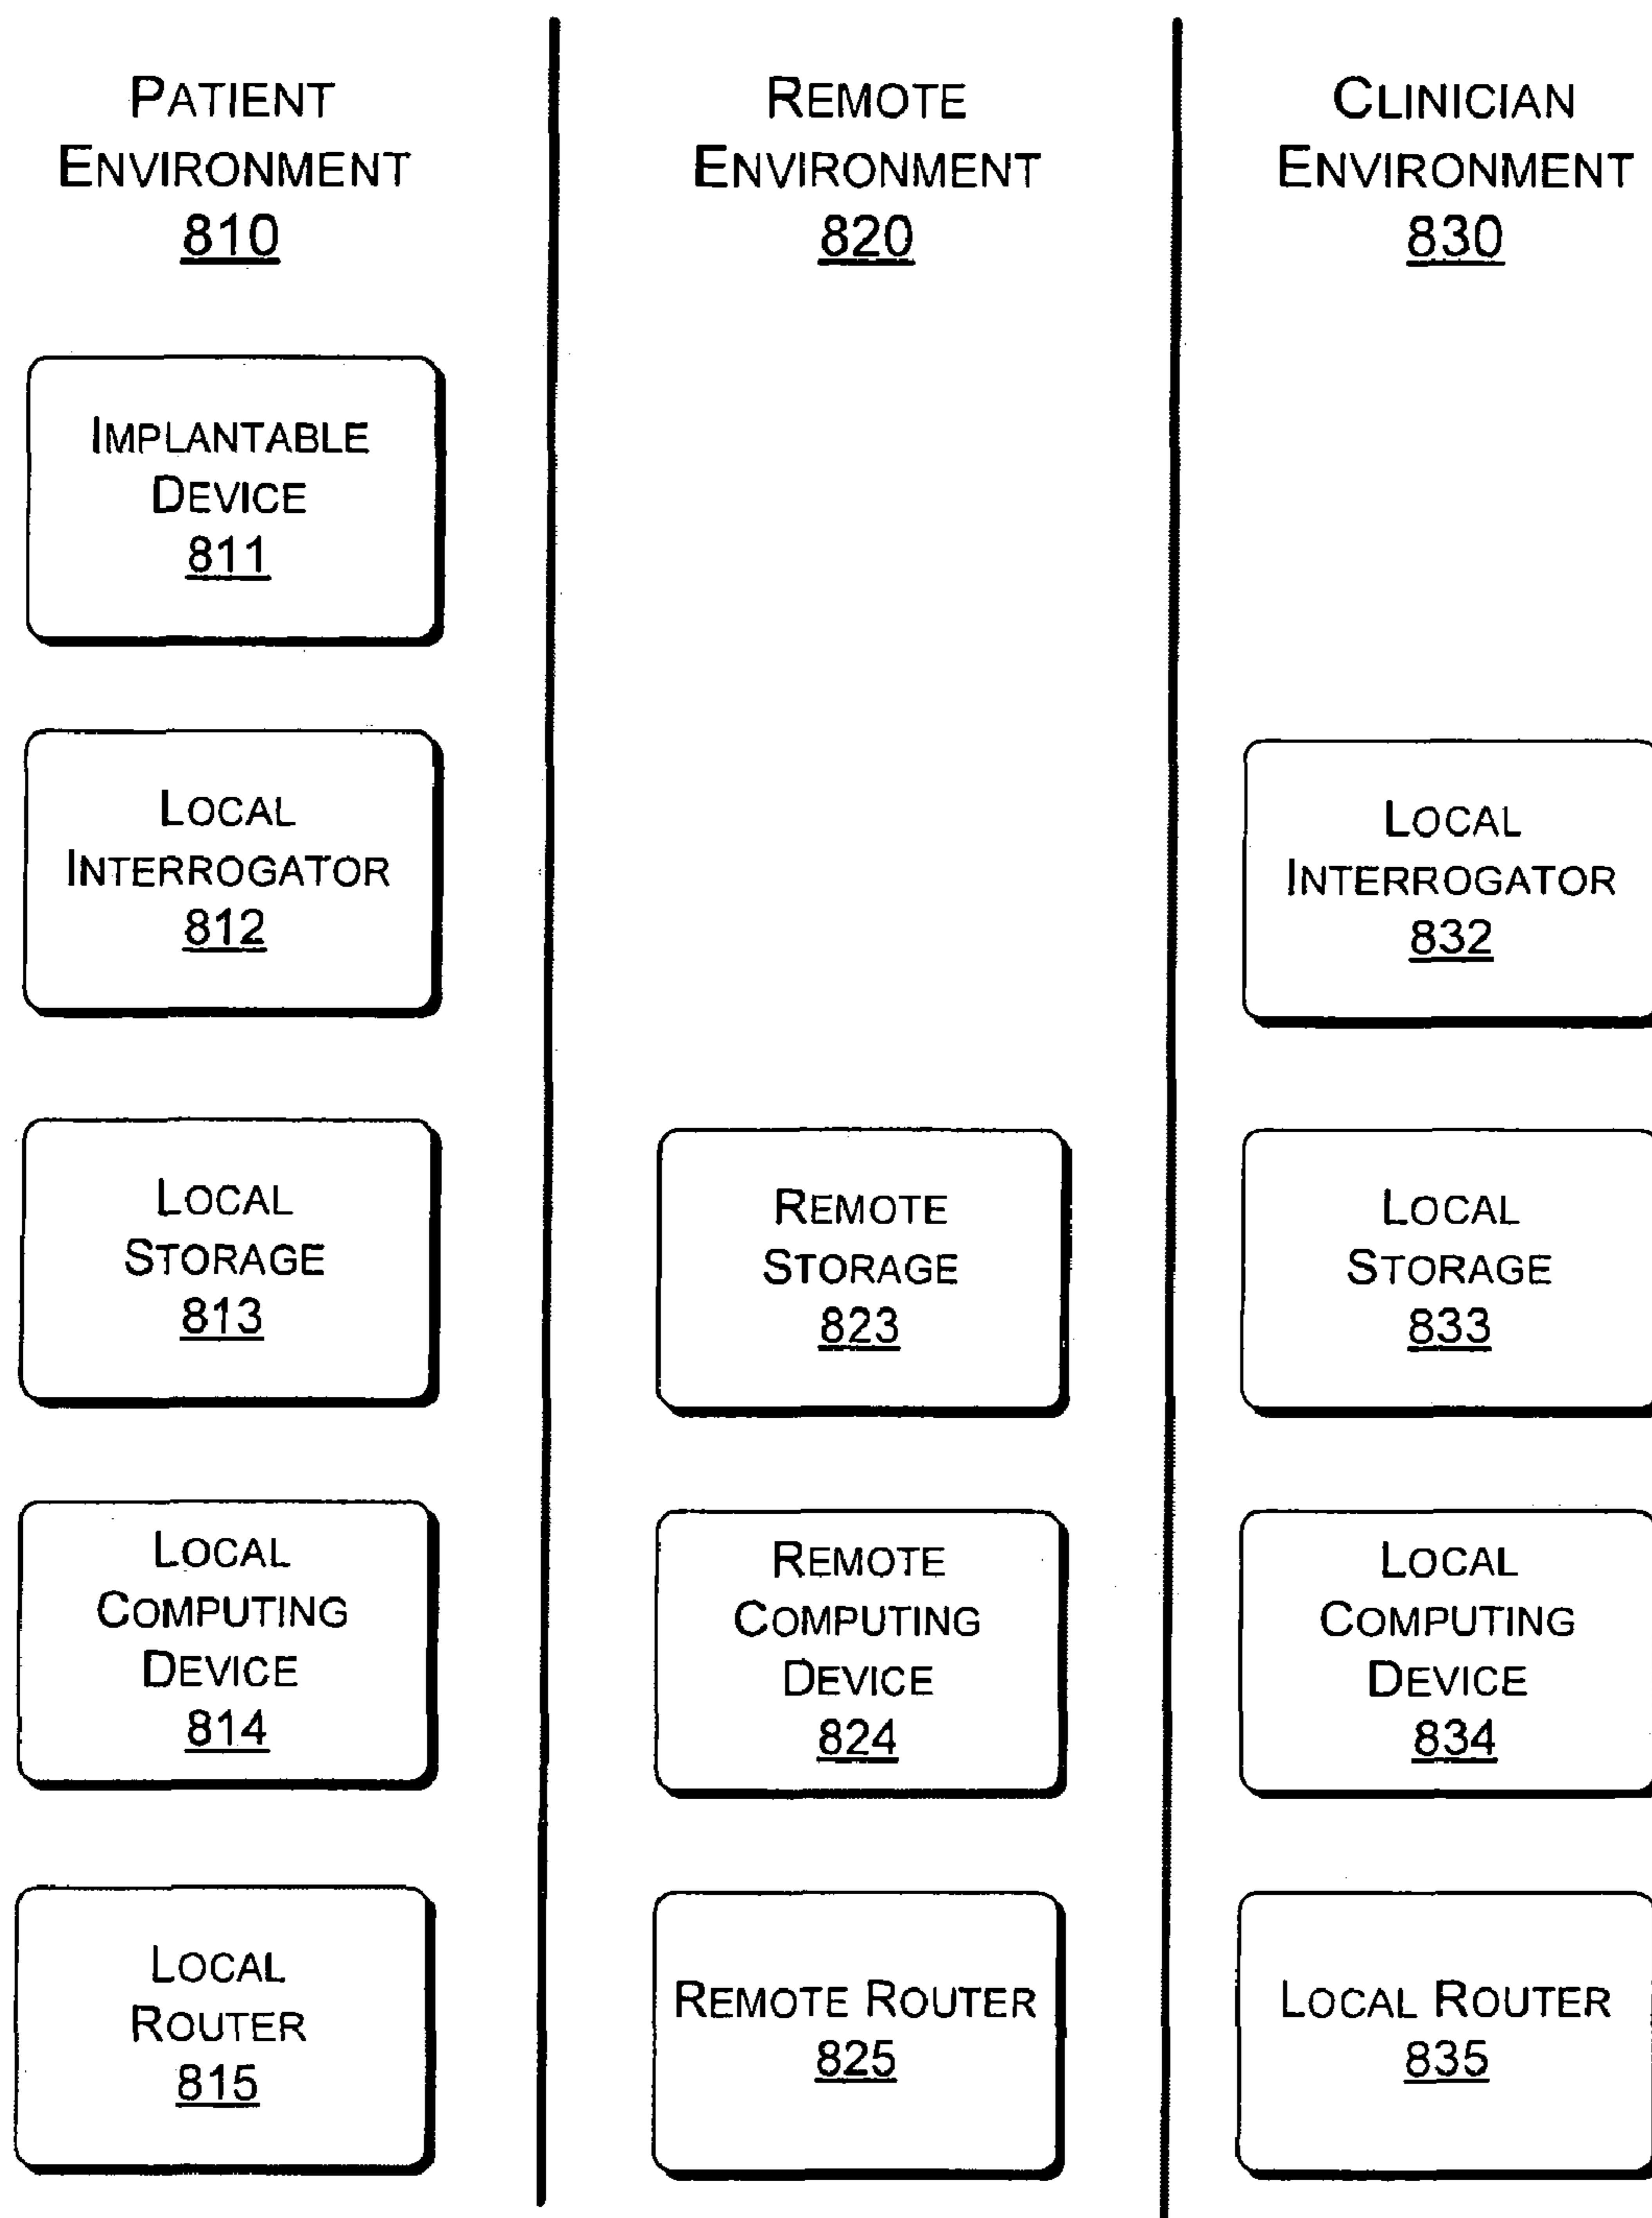 PATIENT
ENVIRONMENT
810
IMPLANTABLE
DEVICE
811
LOCAL
INTERROGATOR
812
LOCAL
STORAGE
813
LOCAL
COMPUTING
DEVICE
814
LOCAL
ROUTER
815
REMOTE
ENVIRONMENT
820
REMOTE
STORAGE
823
REMOTE
COMPUTING
DEVICE
824
REMOTE ROUTER
825
CLINICIAN
ENVIRONMENT
830
LOCAL
INTERROGATOR
832
LOCAL
STORAGE
833
LOCAL
COMPUTING
DEVICE
834
LOCAL ROUTER
835